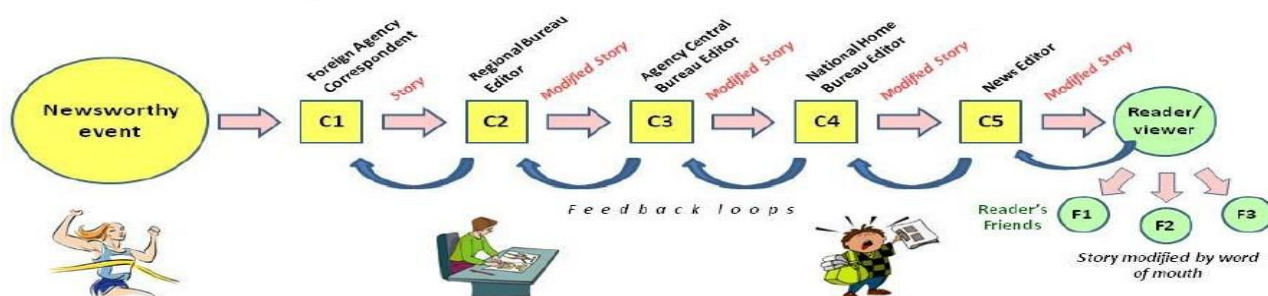 Newsworthy
event
Foreign Agency
Correspondent
C1
Story
Regional Bureau
Editor
C2
Modified Story
Agency Central
Bureau Editor
C3
Modified Story
National Home
Bureau Editor
C4
Modified Story
News Editor
C5
Modified Story
Reader/
viewer
Feedback loops
Reader's
Friends
F1
F2
F3
Story modified by word
of mouth